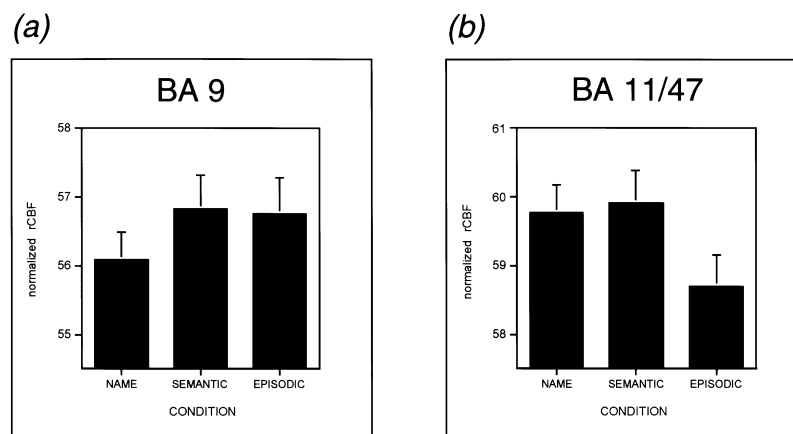 (a)
BA 9
58
57
56
55
normalized rCBF
NAME SEMANTIC EPISODIC
CONDITION
(b)
BA 11/47
61
60
59
58
normalized rCBF
NAME SEMANTIC EPISODIC
CONDITION